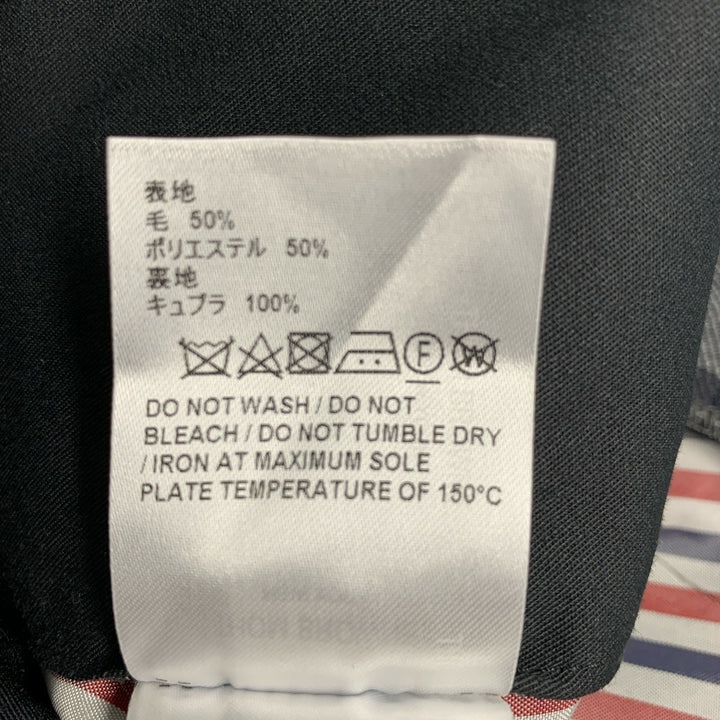 表地
毛 50%
ポリエステル 50%
裏地
キュプラ 100%
F W
DO NOT WASH / DO NOT
BLEACH / DO NOT TUMBLE DRY
/ IRON AT MAXIMUM SOLE
PLATE TEMPERATURE OF 150°C